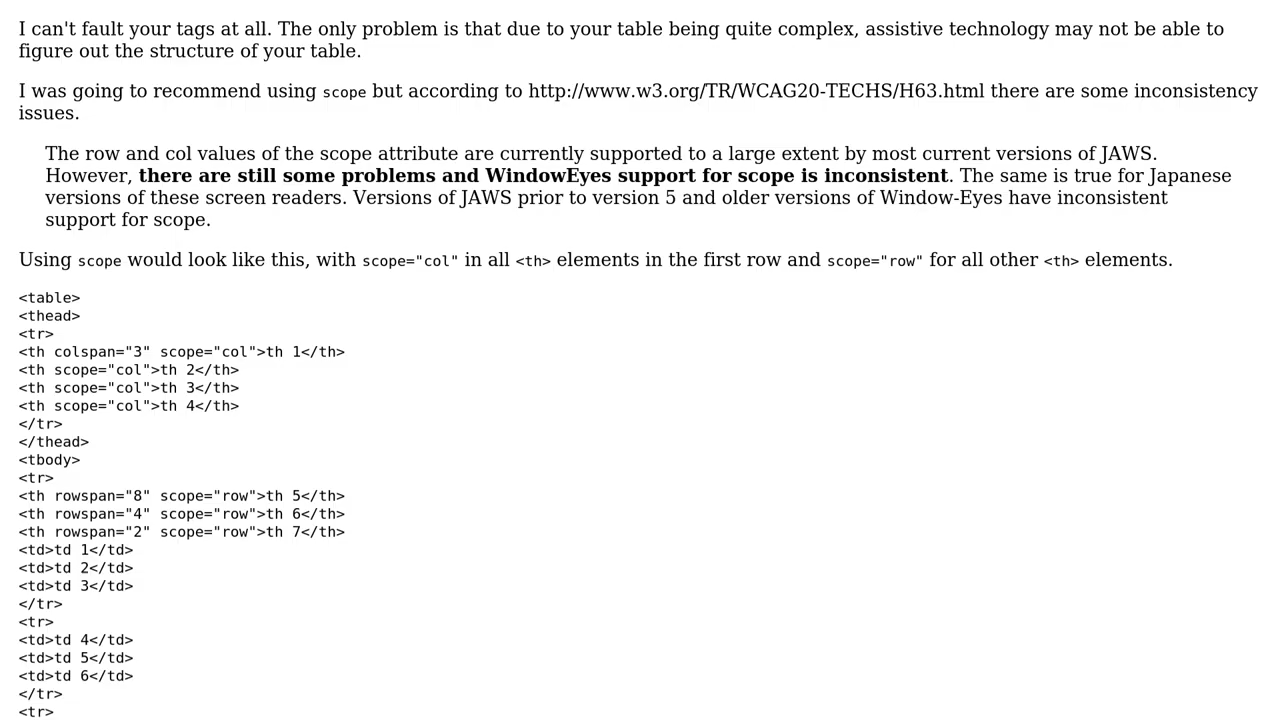 I can't fault your tags at all. The only problem is that due to your table being quite complex, assistive technology may not be able to
figure out the structure of your table.
I was going to recommend using scope but according to http://www.w3.org/TR/WCAG20-TECHS/H63.html there are some inconsistency
issues.
The row and col values of the scope attribute are currently supported to a large extent by most current versions of JAWS.
However, there are still some problems and WindowEyes support for scope is inconsistent. The same is true for Japanese
versions of these screen readers. Versions of JAWS prior to version 5 and older versions of Window-Eyes have inconsistent
support for scope.
Using scope would look like this, with scope="col" in all <th> elements in the first row and scope="row" for all other <th> elements.
<table>
<thead>
<tr>
<th colspan="3" scope="col">th 1</th>
<th scope="col">th 2</th>
<th scope="col">th 3</th>
<th scope="col">th 4</th>
</tr>
</thead>
<tbody>
<tr>
<th rowspan="8" scope="row">th 5</th>
<th rowspan="4" scope="row">th 6</th>
<th rowspan="2" scope="row">th 7</th>
<td>td 1</td>
<td>td 2</td>
<td>td 3</td>
</tr>
<tr>
<td>td 4</td>
<td>td 5</td>
<td>td 6</td>
</tr>
<tr>